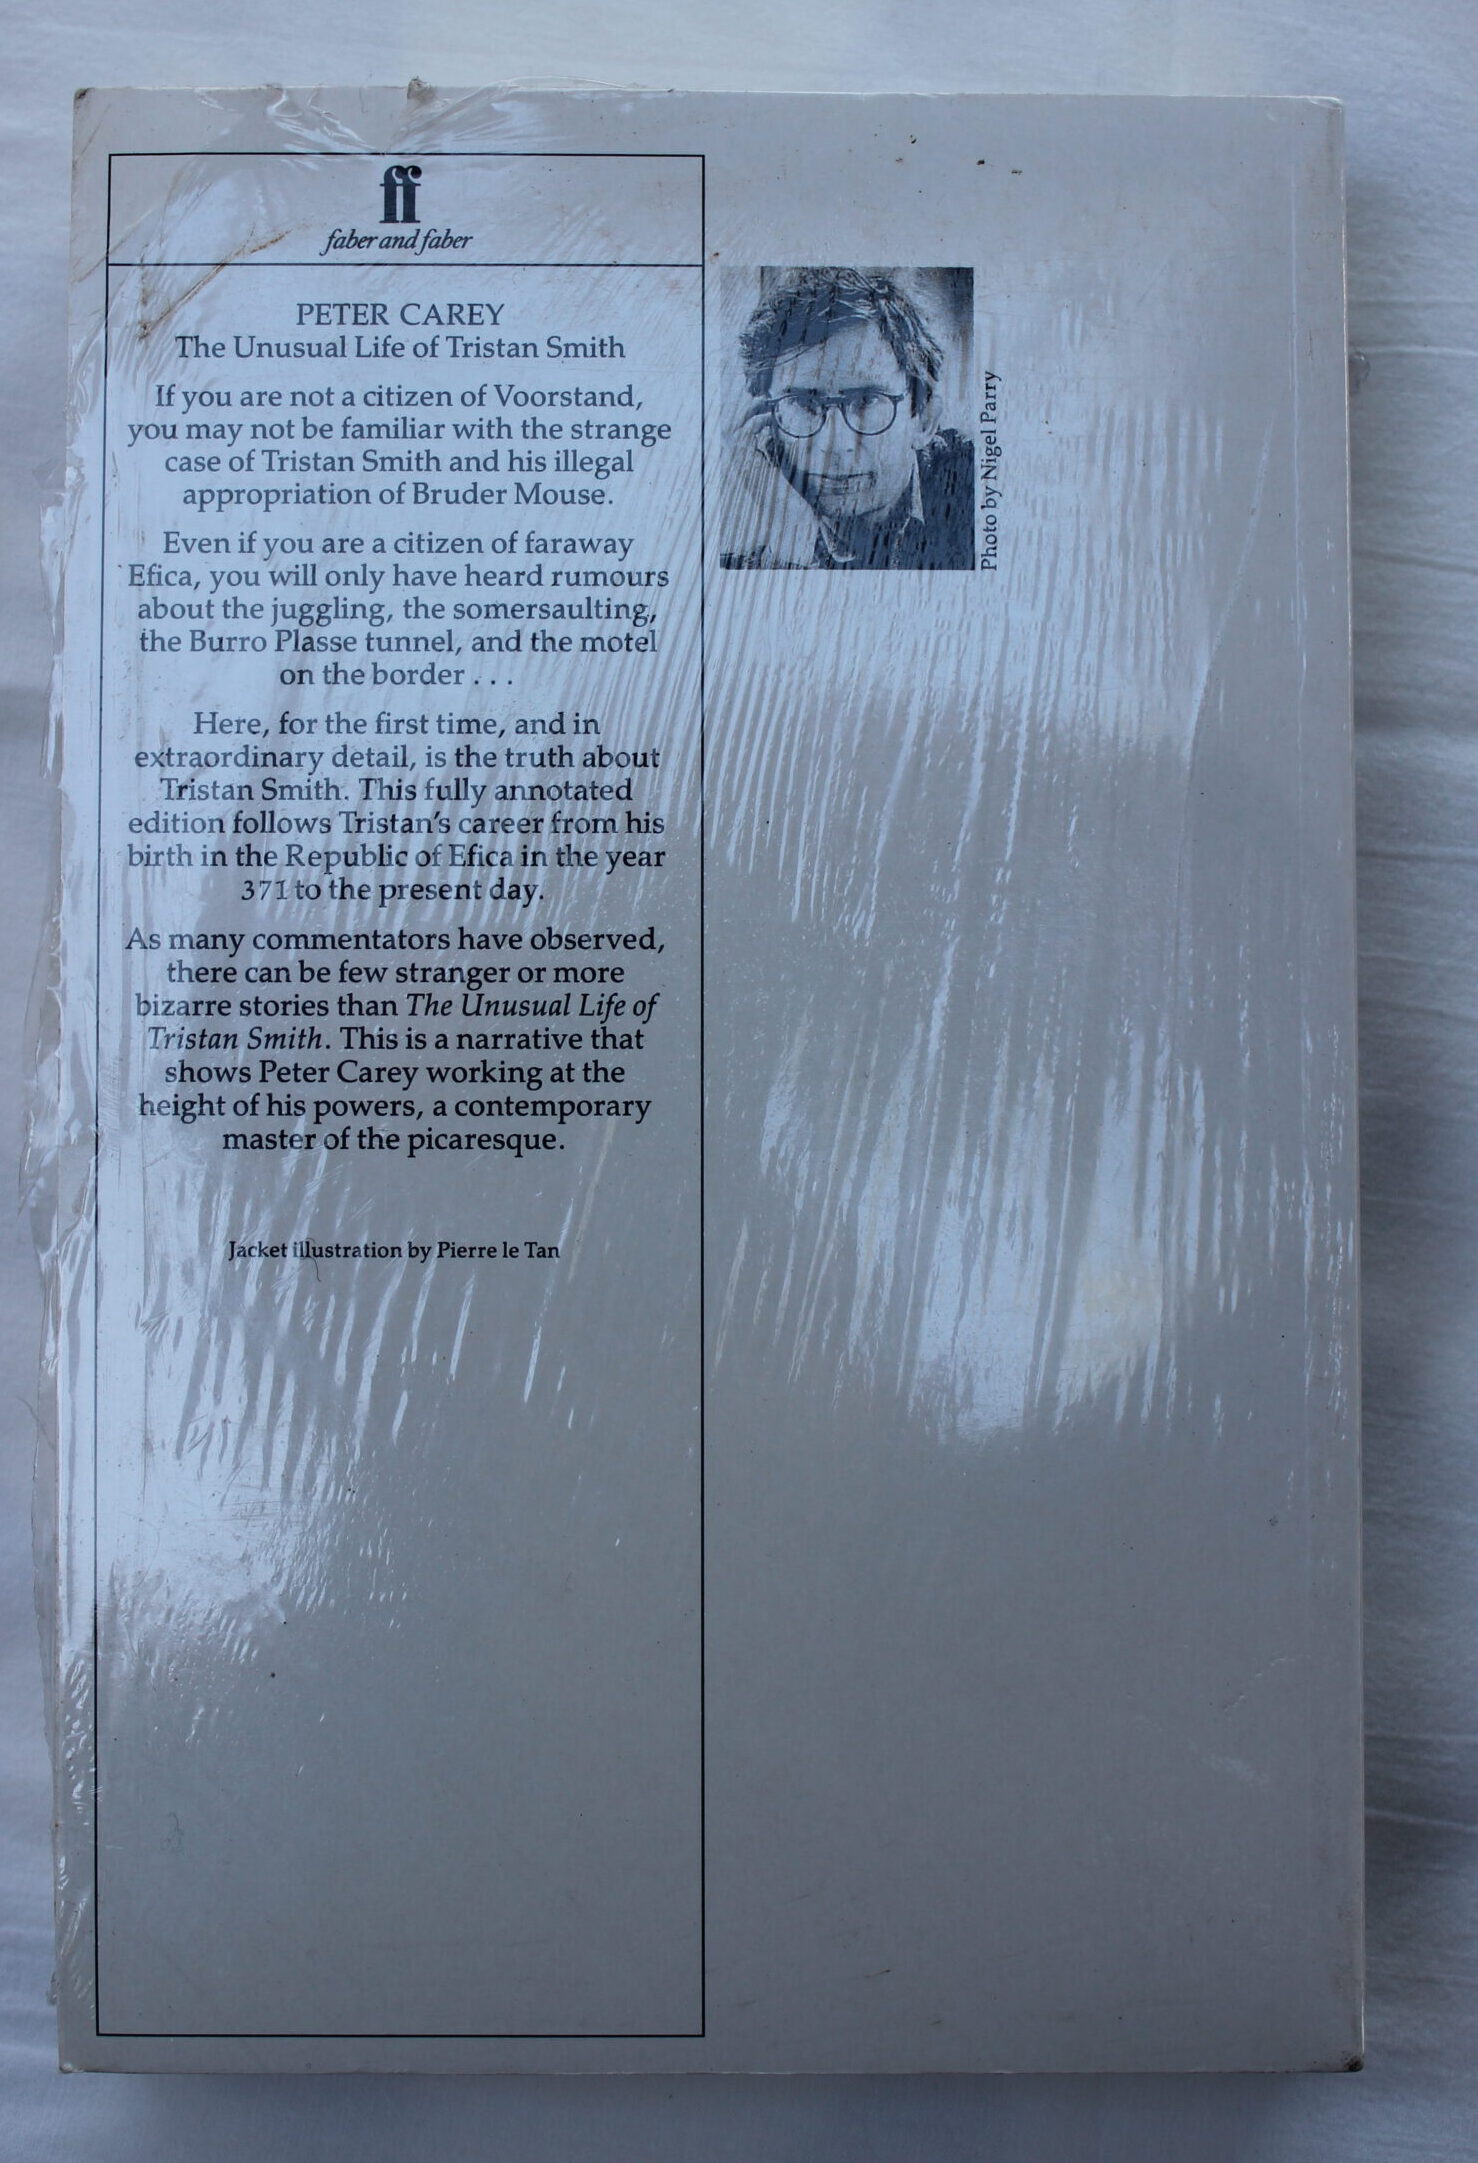 ff
faber and faber
PETER CAREY
The Unusual Life of Tristan Smith
If you are not a citizen of Voorstand,
you may not be familiar with the strange
case of Tristan Smith and his illegal
appropriation of Bruder Mouse.
Even if you are a citizen of faraway
Efica, you will only have heard rumours
about the juggling, the somersaulting,
the Burro Plasse tunnel, and the motel
on the border . . .
Here, for the first time, and in
extraordinary detail, is the truth about
Tristan Smith. This fully annotated
edition follows Tristan's career from his
birth in the Republic of Efica in the year
371 to the present day.
As many commentators have observed,
there can be few stranger or more
bizarre stories than The Unusual Life of
Tristan Smith. This is a narrative that
shows Peter Carey working at the
height of his powers, a contemporary
master of the picaresque.
Jacket illustration by Pierre le Tan
Photo by Nigel Parry